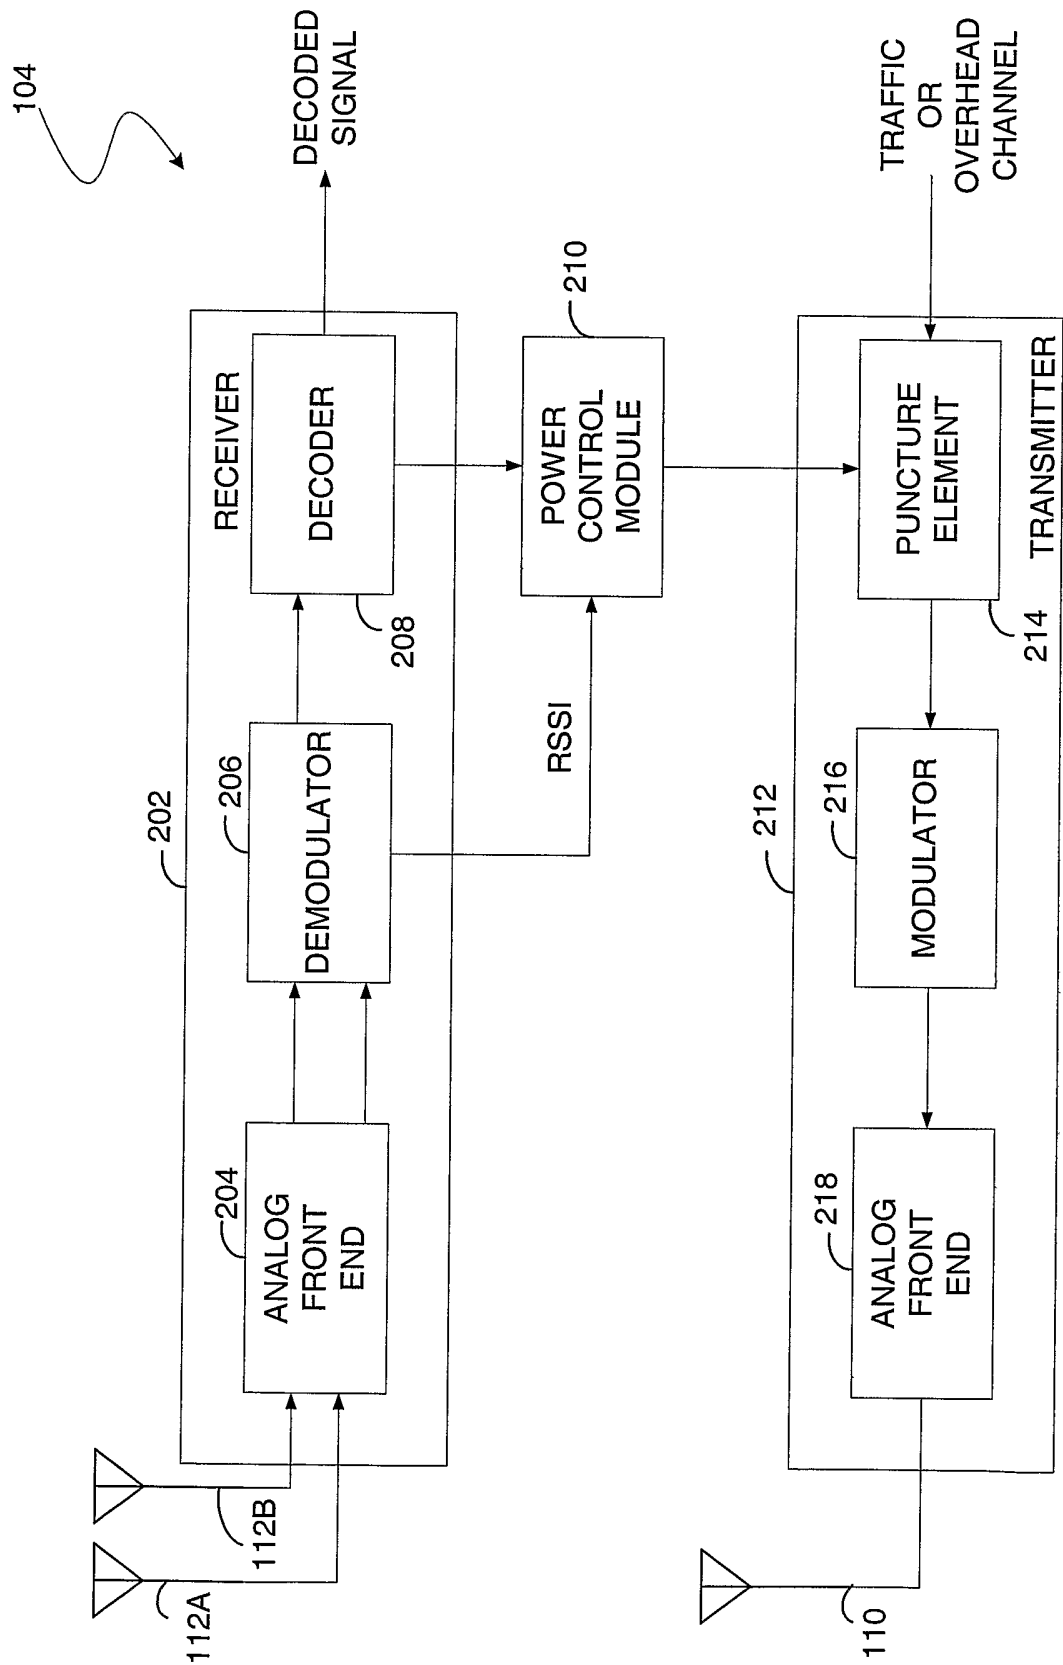 104
DECODED
SIGNAL
RECEIVER
202
204
ANALOG
FRONT
END
206
DEMODULATOR
208
DECODER
112A
112B
RSSI
210
POWER
CONTROL
MODULE
TRAFFIC
OR
OVERHEAD
CHANNEL
212
218
ANALOG
FRONT
END
216
MODULATOR
214
PUNCTURE
ELEMENT
TRANSMITTER
110